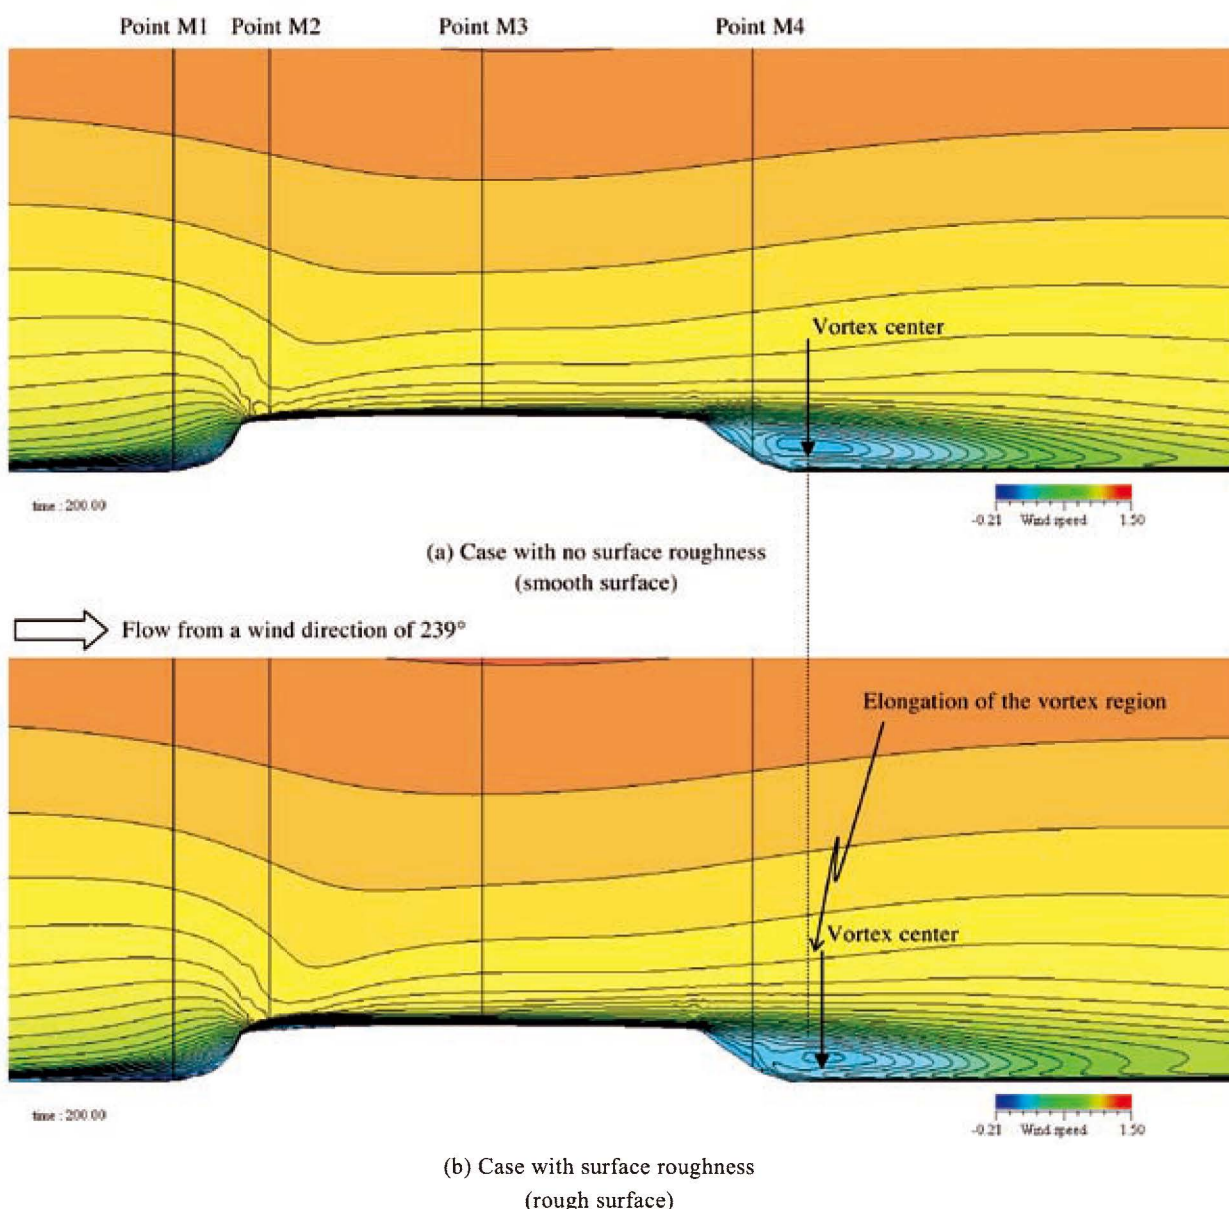 Point M1 Point M2 Point M3 Point M4
Vortex center
time : 200.00
-0.21 Wind speed 1.50
(a) Case with no surface roughness
(smooth surface)
Flow from a wind direction of 239°
Elongation of the vortex region
Vortex center
time : 200.00
-0.21 Wind speed 1.50
(b) Case with surface roughness
(rough surface)